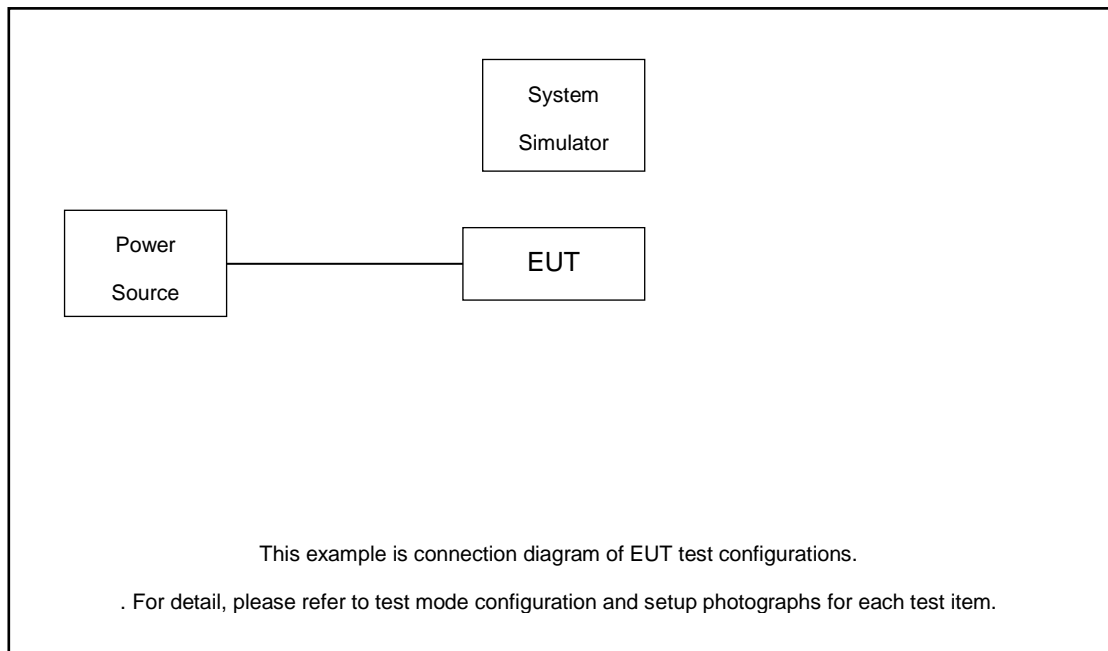 System
Simulator
Power
Source
EUT
This example is connection diagram of EUT test configurations.
. For detail, please refer to test mode configuration and setup photographs for each test item.